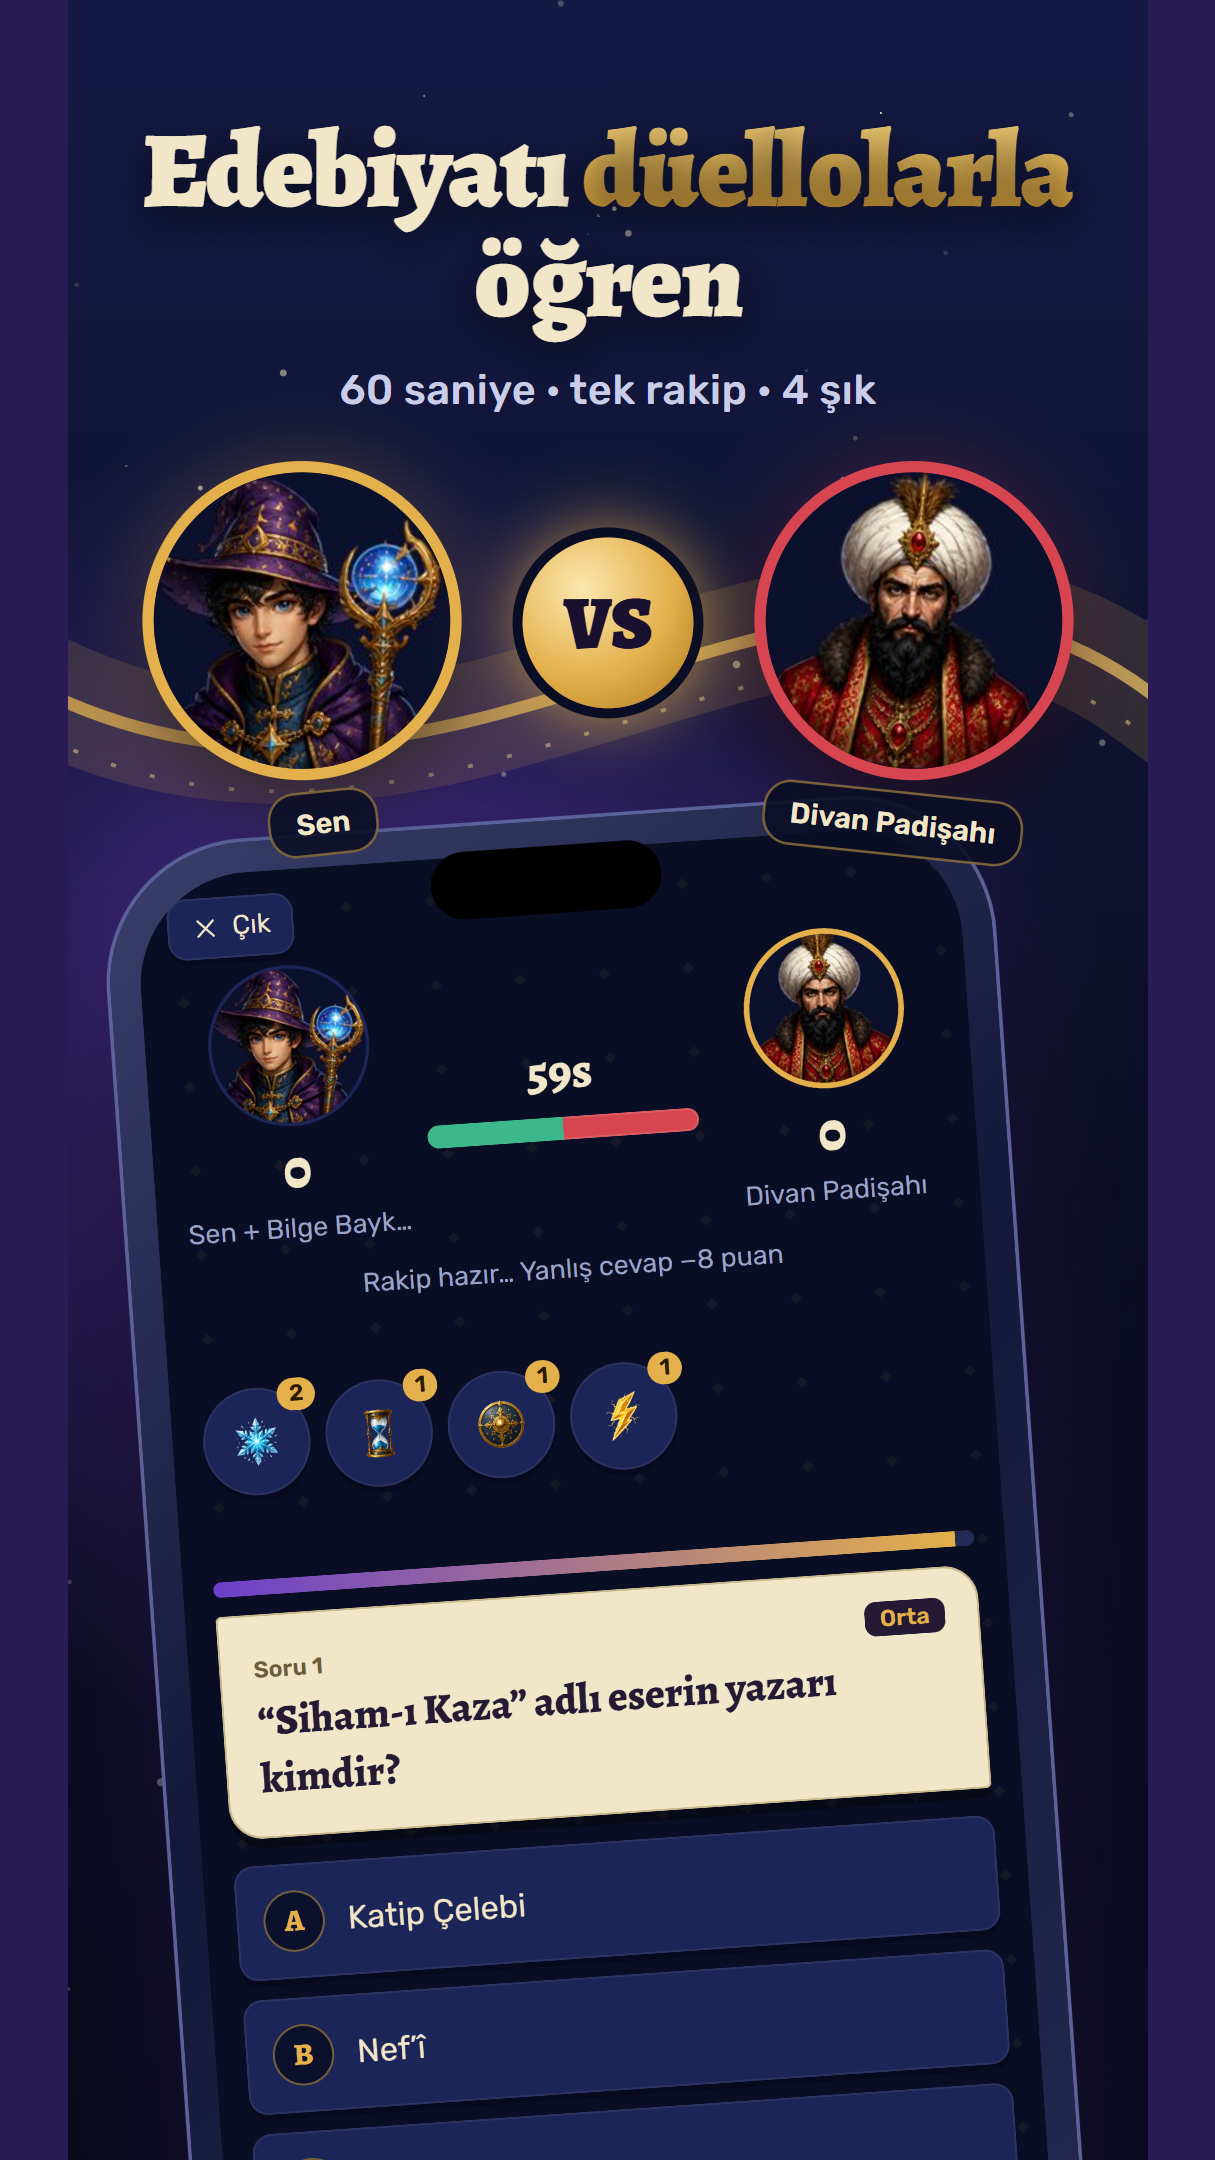 Edebiyatı düellolarla
öğren
60 saniye • tek rakip • 4 şık
VS
Sen
Divan Padişahı
Çık
59s
0
0
Sen + Bilge Bayk...
Divan Padişahı
Rakip hazır... Yanlış cevap −8 puan
2
1
1
1
Orta
Soru 1
“Siham-ı Kaza” adlı eserin yazarı
kimdir?
A Katip Çelebi
B Nef’î